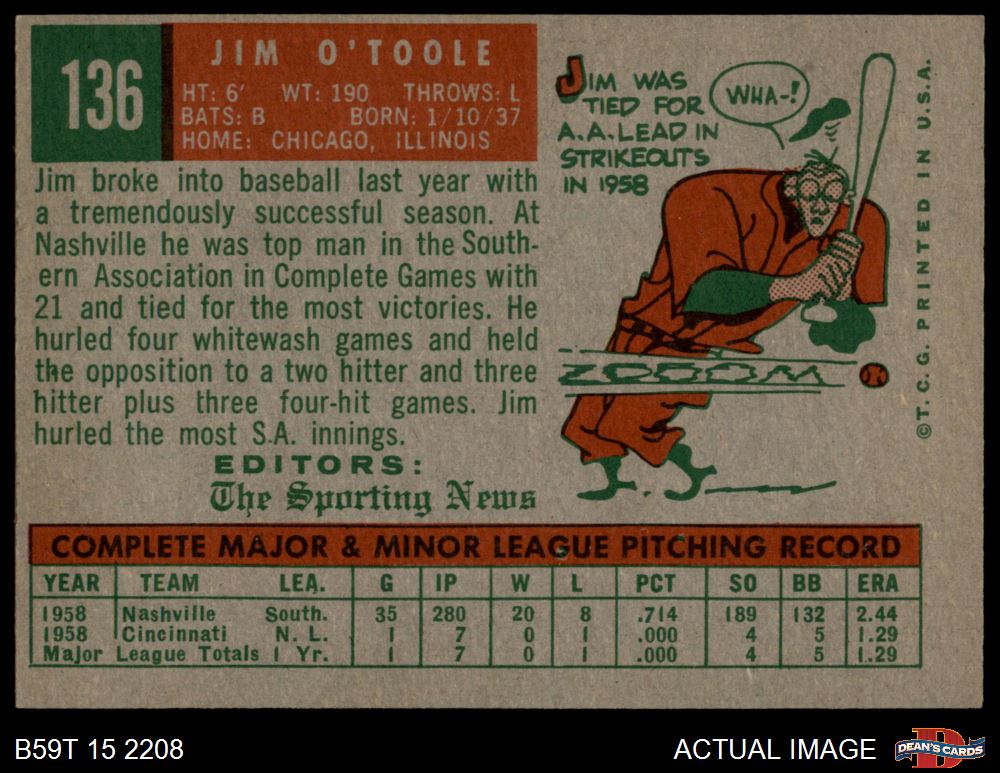 136
JIM O'TOOLE
HT: 6' WT: 190 THROWS: L
BATS: B BORN: 1/10/37
HOME: CHICAGO, ILLINOIS
Jim broke into baseball last year with
a tremendously successful season. At
Nashville he was top man in the South-
ern Association in Complete Games with
21 and tied for the most victories. He
hurled four whitewash games and held
the opposition to a two hitter and three
hitter plus three four-hit games. Jim
hurled the most S.A. innings.
EDITORS:
The Sporting News
JIM WAS
TIED FOR
A.A. LEAD IN
STRIKEOUTS
IN 1958
WHA-!
ZOOOOM
©T.C.G. PRINTED IN U.S.A.
COMPLETE MAJOR & MINOR LEAGUE PITCHING RECORD
YEAR TEAM LEA. G IP W L PCT SO BB ERA
1958 Nashville South. 35 280 20 8 .714 189 132 2.44
1958 Cincinnati N. L. 1 7 0 1 .000 4 5 1.29
Major League Totals 1 Yr. 1 7 0 1 .000 4 5 1.29
B59T 15 2208
ACTUAL IMAGE
D
DEAN'S CARDS